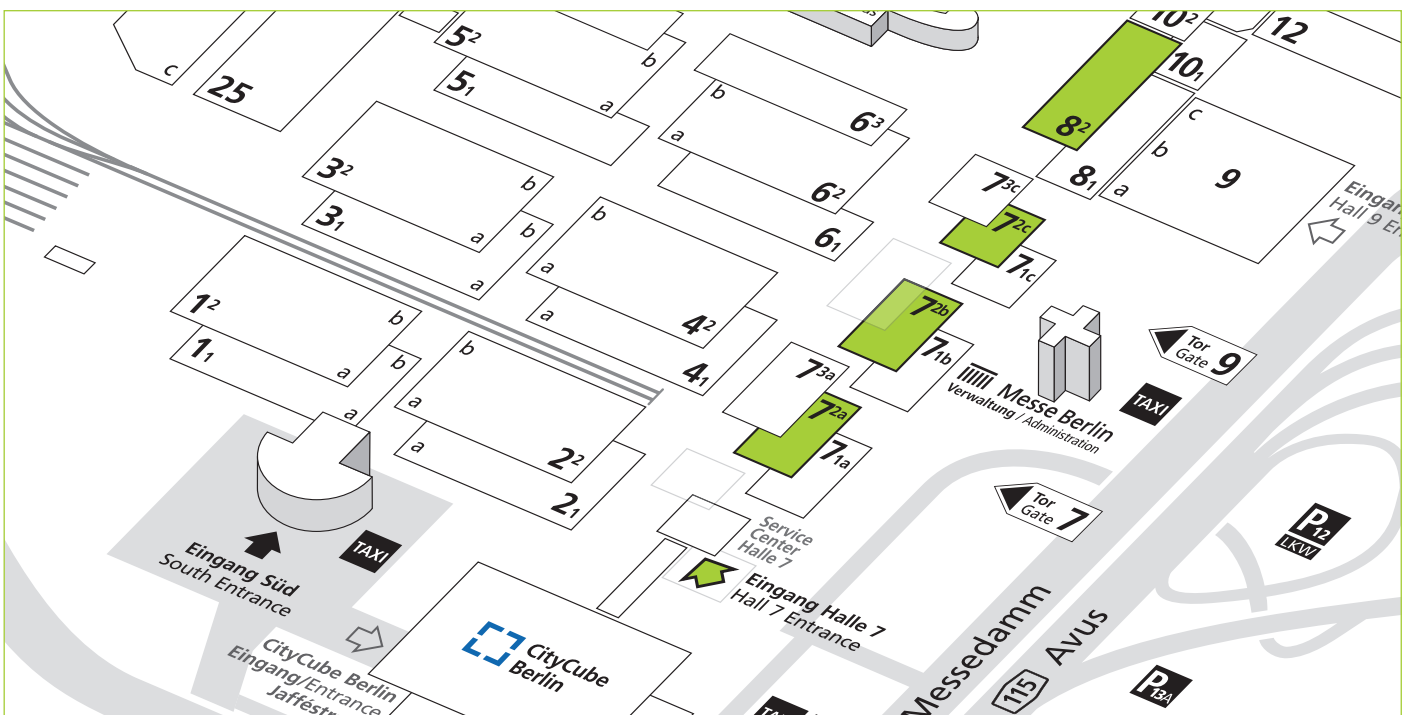 10²
12
5²
b
c
10₁
25
5₁
a
b
6³
8²
c
a
b
9
3²
b
6²
8₁
a
7³ᶜ
Eingan
Hall 9 En
3₁
b
a
b
6₁
7²ᶜ
a
a
7₁ᶜ
1²
b
a
4²
7²ᵇ
1₁
b
b
7₁b
Tor
Gate 9
a
4₁
7³ᵃ
Messe Berlin
Verwaltung / Administration
TAXI
a
a
7²ᵃ
a
2²
7₁a
2₁
Tor
Gate 7
Service
Center
Halle 7
P12
LKW
TAXI
Eingang Süd
South Entrance
Eingang Halle 7
Hall 7 Entrance
CityCube
Berlin
CityCube Berlin
Eingang/Entrance
Messedamm
115
Avus
P13A